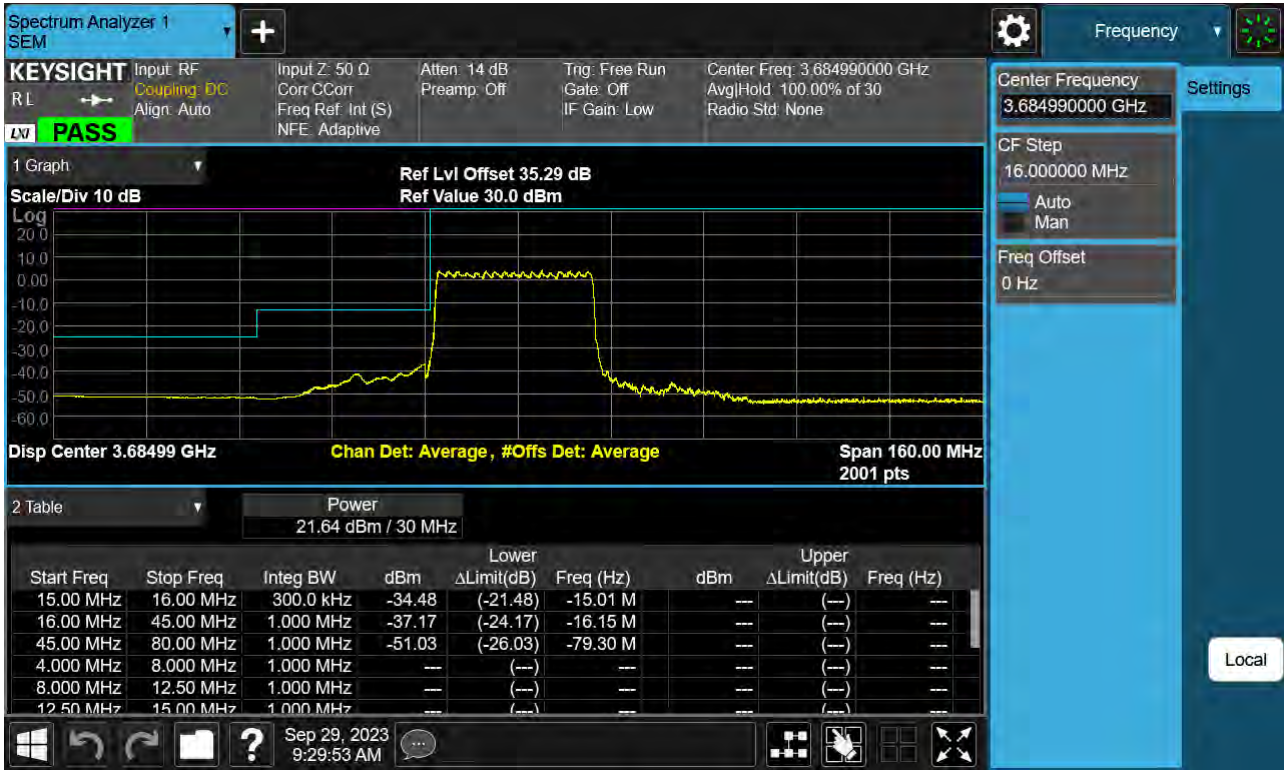 Spectrum Analyzer 1
SEM
Frequency
KEYSIGHT
R L
LXI
PASS
Input: RF
Coupling: DC
Align: Auto
Input Z: 50 Ω
Corr CCorr
Freq Ref: Int (S)
NFE: Adaptive
Atten: 14 dB
Preamp: Off
Trig: Free Run
Gate: Off
IF Gain: Low
Center Freq: 3.684990000 GHz
Avg|Hold: 100.00% of 30
Radio Std: None
Center Frequency
3.684990000 GHz
Settings
CF Step
16.000000 MHz
Auto
Man
Freq Offset
0 Hz
1 Graph
Scale/Div 10 dB
Ref Lvl Offset 35.29 dB
Ref Value 30.0 dBm
Log
20.0
10.0
0.00
-10.0
-20.0
-30.0
-40.0
-50.0
-60.0
Disp Center 3.68499 GHz
Chan Det: Average , #Offs Det: Average
Span 160.00 MHz
2001 pts
2 Table
Power
21.64 dBm / 30 MHz
Lower Upper
Start Freq Stop Freq Integ BW dBm ΔLimit(dB) Freq (Hz) dBm ΔLimit(dB) Freq (Hz)
15.00 MHz 16.00 MHz 300.0 kHz -34.48 (-21.48) -15.01 M --- (---) ---
16.00 MHz 45.00 MHz 1.000 MHz -37.17 (-24.17) -16.15 M --- (---) ---
45.00 MHz 80.00 MHz 1.000 MHz -51.03 (-26.03) -79.30 M --- (---) ---
4.000 MHz 8.000 MHz 1.000 MHz --- (---) --- --- (---) ---
8.000 MHz 12.50 MHz 1.000 MHz --- (---) --- --- (---) ---
12.50 MHz 15.00 MHz 1.000 MHz --- (---) --- --- (---) ---
Local
?
Sep 29, 2023
9:29:53 AM